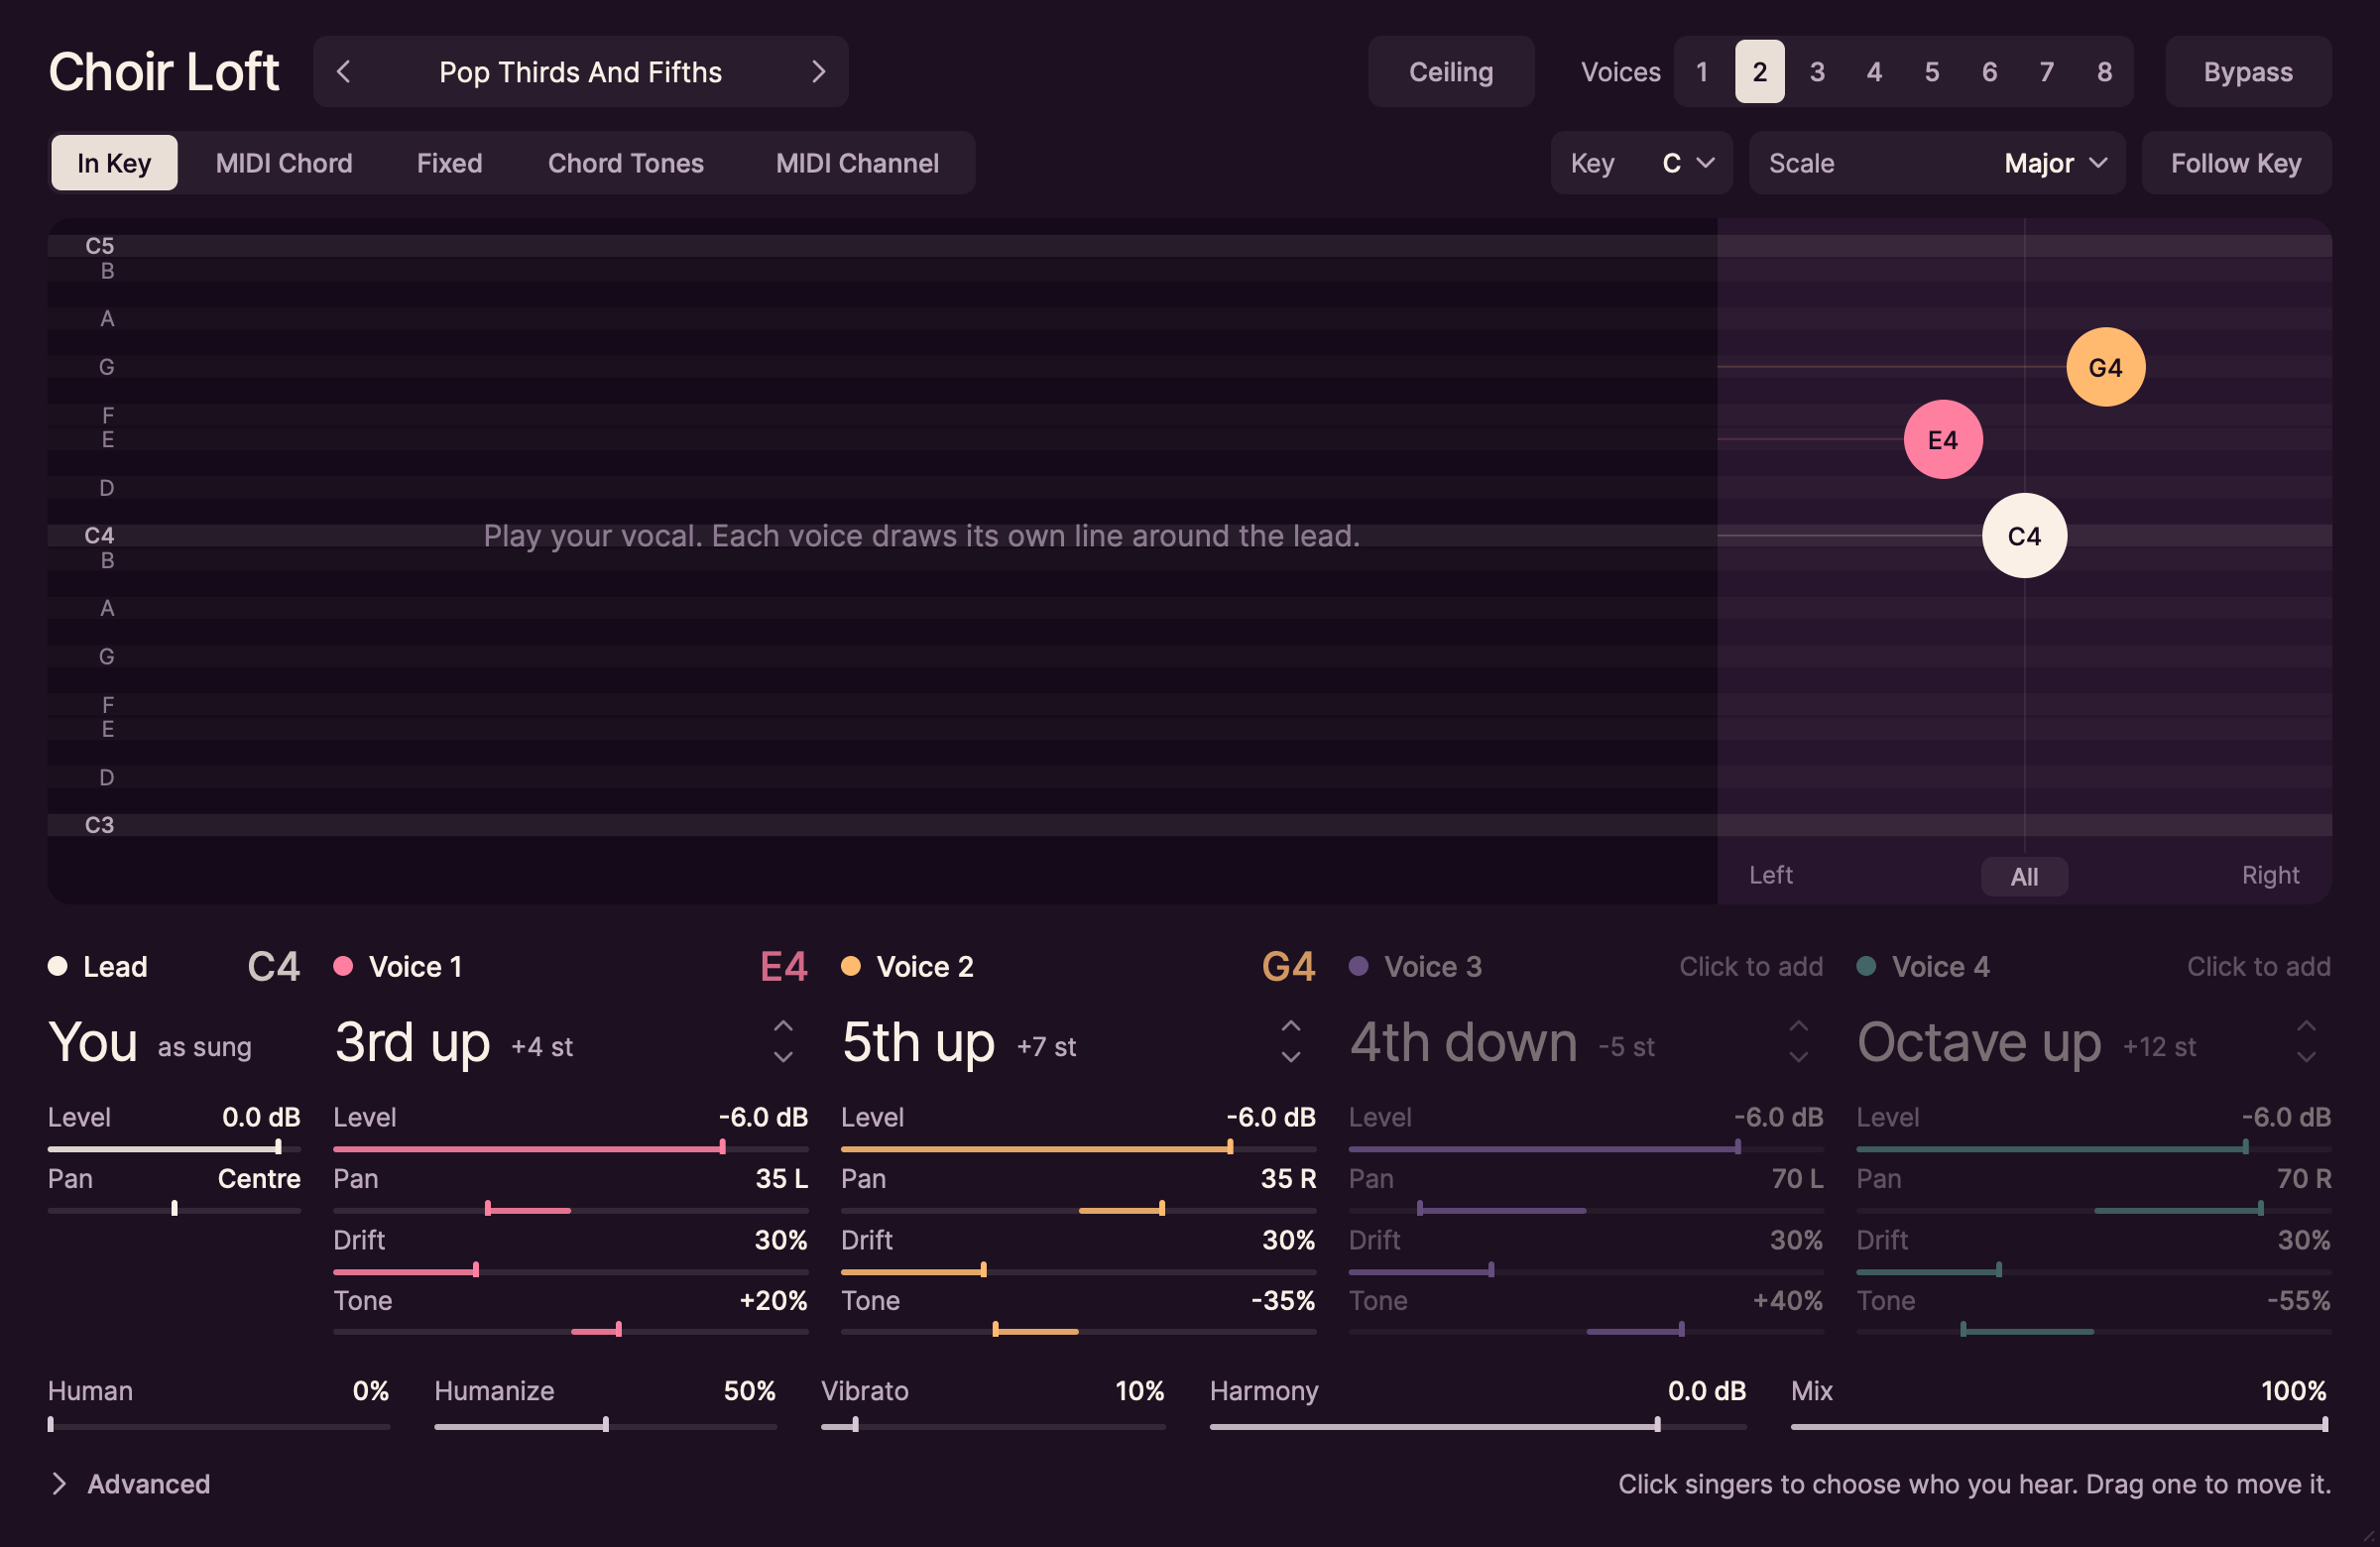 Choir Loft
Pop Thirds And Fifths
Ceiling
Voices 1 2 3 4 5 6 7 8
Bypass
In Key
MIDI Chord
Fixed
Chord Tones
MIDI Channel
Key C
Scale Major
Follow Key
C5
B
A
G
F
E
D
C4
B
A
G
F
E
D
C3
Play your vocal. Each voice draws its own line around the lead.
G4
E4
C4
Left
All
Right
Lead C4
You as sung
Level 0.0 dB
Pan Centre
Voice 1 E4
3rd up +4 st
Level -6.0 dB
Pan 35 L
Drift 30%
Tone +20%
Voice 2 G4
5th up +7 st
Level -6.0 dB
Pan 35 R
Drift 30%
Tone -35%
Voice 3 Click to add
4th down -5 st
Level -6.0 dB
Pan 70 L
Drift 30%
Tone +40%
Voice 4 Click to add
Octave up +12 st
Level -6.0 dB
Pan 70 R
Drift 30%
Tone -55%
Human 0%
Humanize 50%
Vibrato 10%
Harmony 0.0 dB
Mix 100%
Advanced
Click singers to choose who you hear. Drag one to move it.